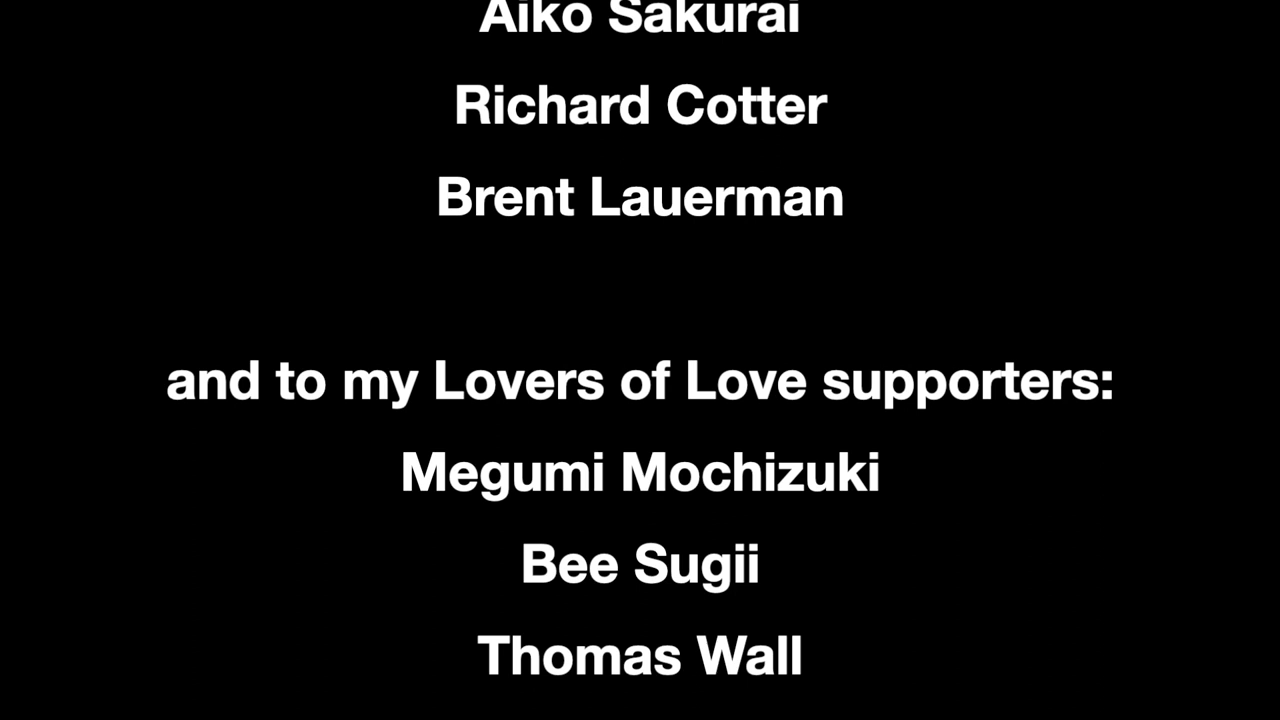 Aiko Sakurai
Richard Cotter
Brent Lauerman
and to my Lovers of Love supporters:
Megumi Mochizuki
Bee Sugii
Thomas Wall